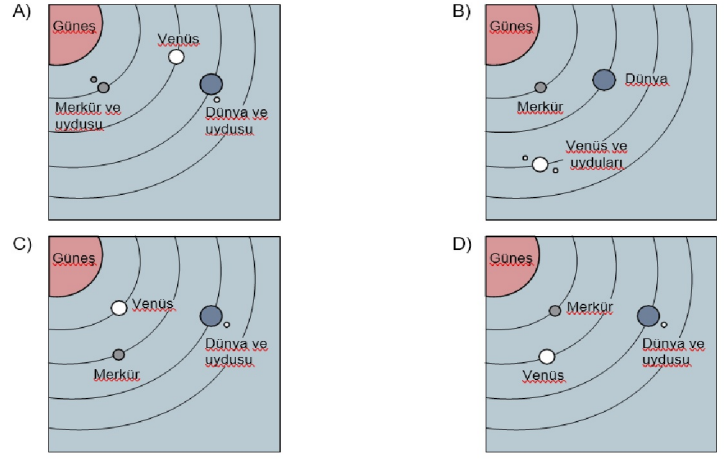 A)
Güneş
Venüs
Merkür ve
uydusu
Dünya ve
uydusu
B)
Güneş
Dünya
Merkür
Venüs ve
uyduları
C)
Güneş
Venüs
Dünya ve
uydusu
Merkür
D)
Güneş
Merkür
Dünya ve
uydusu
Venüs